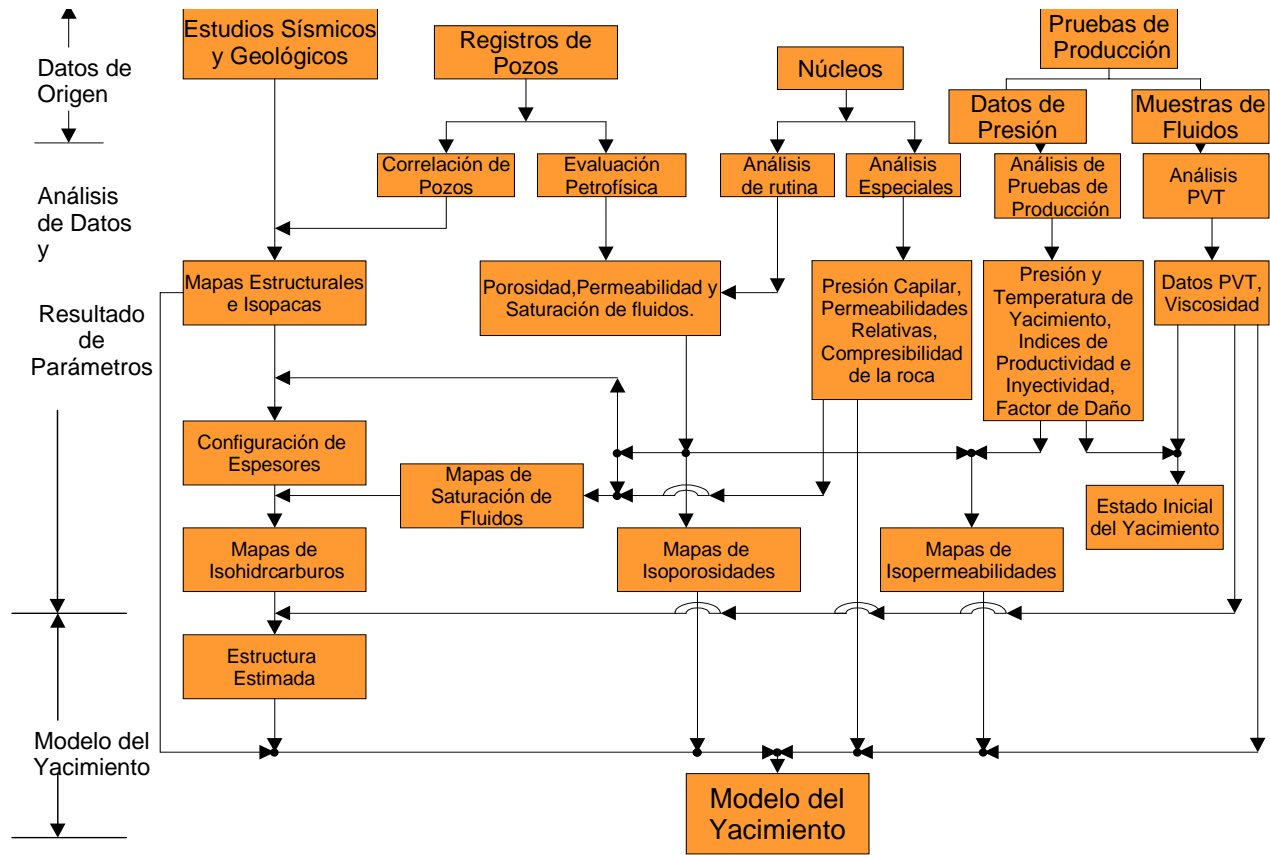 Estudios Sísmicos
y Geológicos
Registros de
Pozos
Núcleos
Pruebas de
Producción
Datos de
Origen
Datos de
Presión
Muestras de
Fluidos
Correlación de
Pozos
Evaluación
Petrofísica
Análisis
de rutina
Análisis
Especiales
Análisis de
Pruebas de
Producción
Análisis
PVT
Análisis
de Datos
y
Mapas Estructurales
e Isopacas
Porosidad,Permeabilidad y
Saturación de fluidos.
Presión Capilar,
Permeabilidades
Relativas,
Compresibilidad
de la roca
Presión y
Temperatura de
Yacimiento,
Indices de
Productividad e
Inyectividad,
Factor de Daño
Datos PVT,
Viscosidad
Resultado
de
Parámetros
Configuración de
Espesores
Mapas de
Saturación de
Fluidos
Estado Inicial
del Yacimiento
Mapas de
Isohidrcarburos
Mapas de
Isoporosidades
Mapas de
Isopermeabilidades
Estructura
Estimada
Modelo del
Yacimiento
Modelo del
Yacimiento